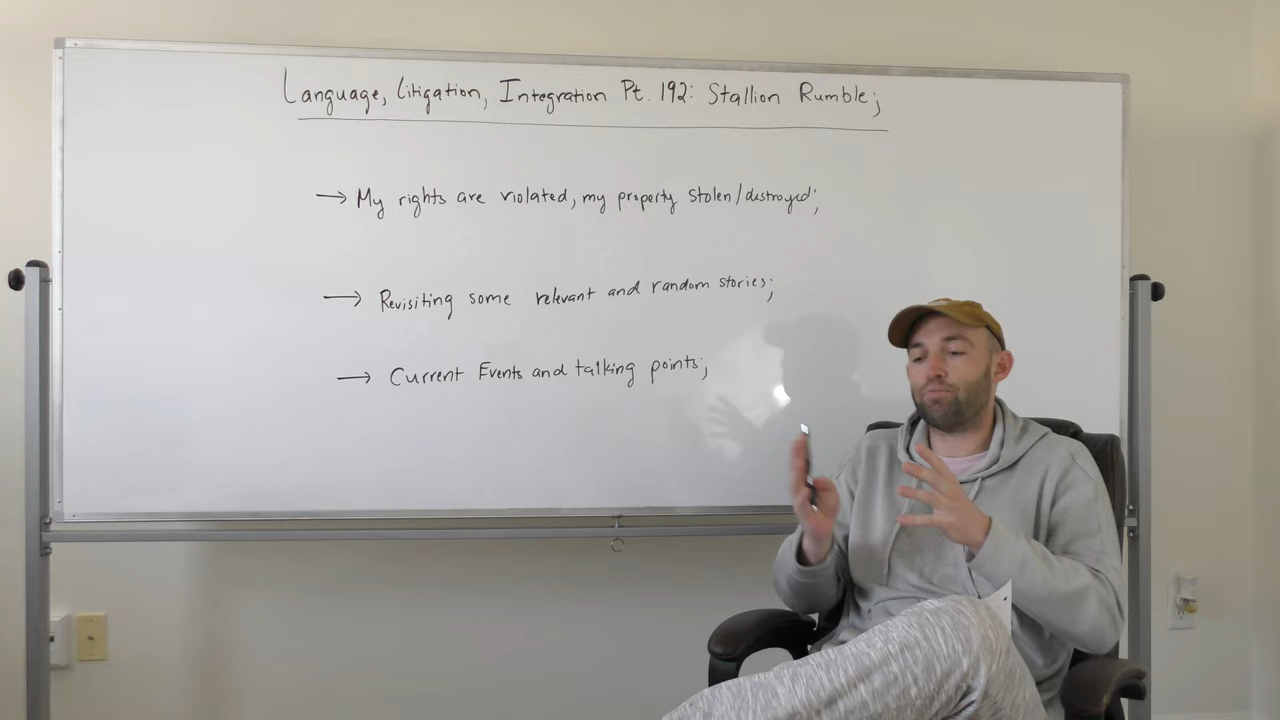 Language, Litigation, Integration Pt. 192: Stallion Rumble;
→ My rights are violated, my property stolen/destroyed;
→ Revisiting some relevant and random stories;
→ Current Events and talking points;